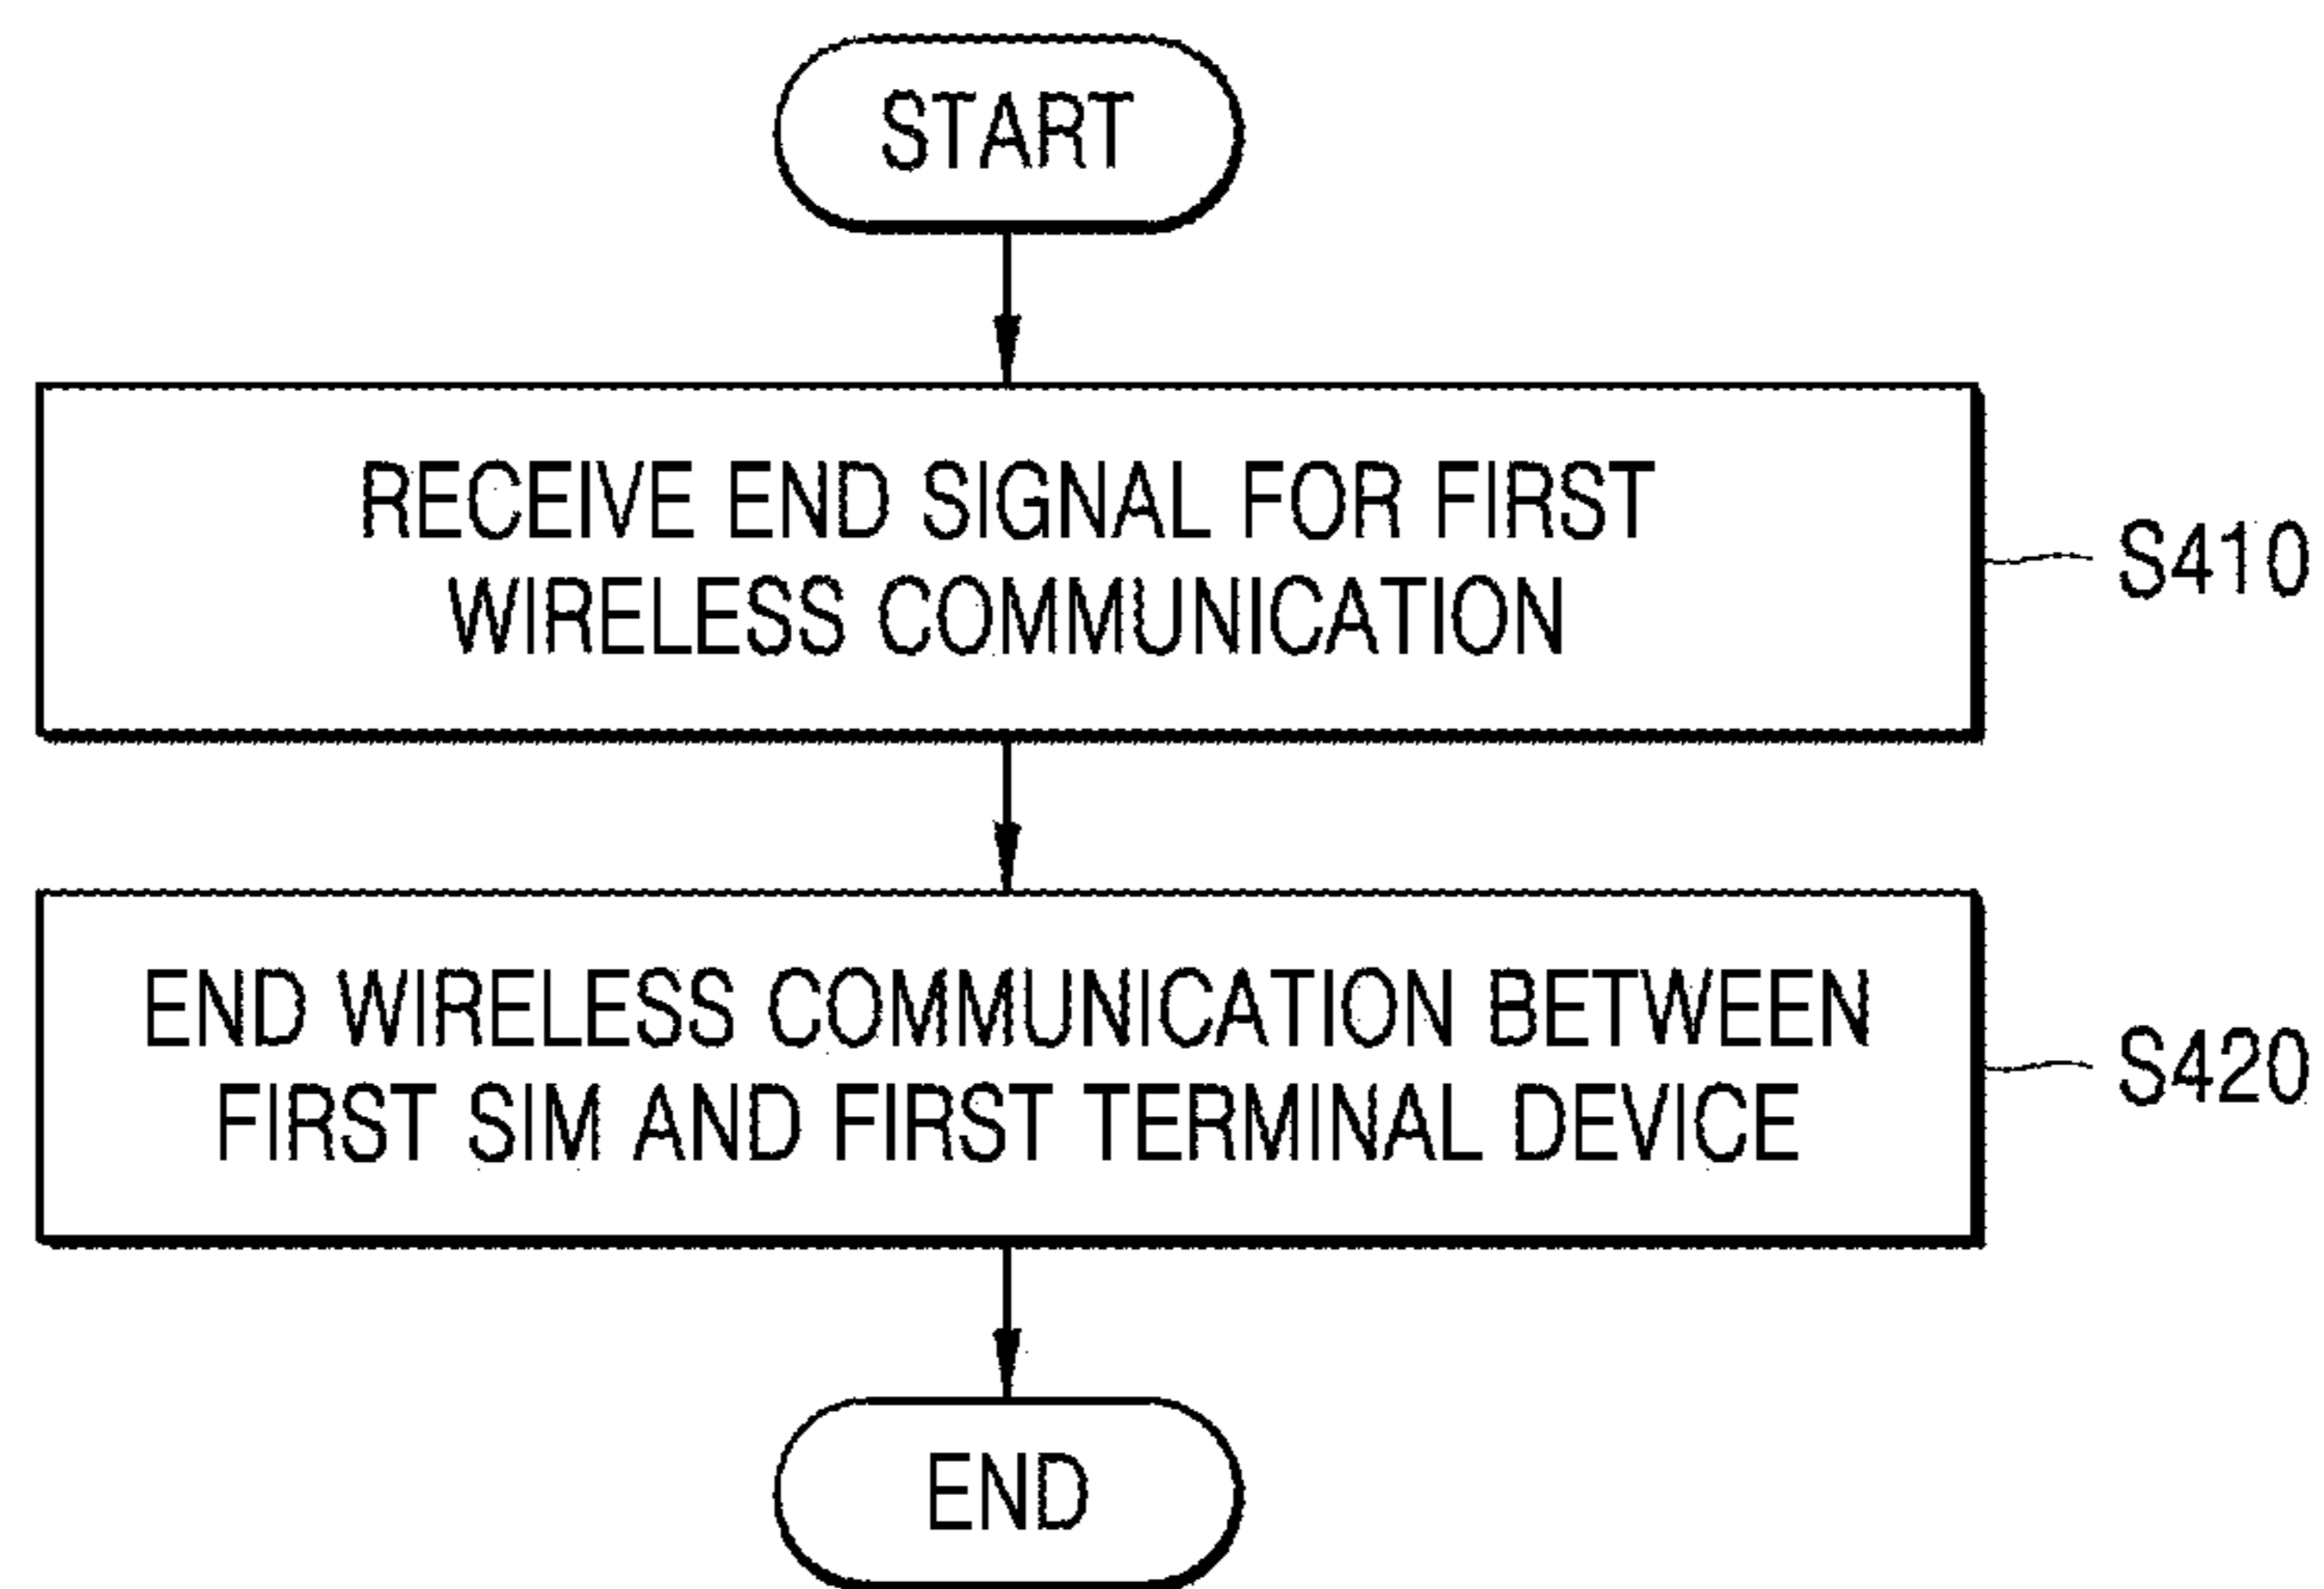 START
RECEIVE END SIGNAL FOR FIRST
WIRELESS COMMUNICATION
S410
END WIRELESS COMMUNICATION BETWEEN
FIRST SIM AND FIRST TERMINAL DEVICE
S420
END